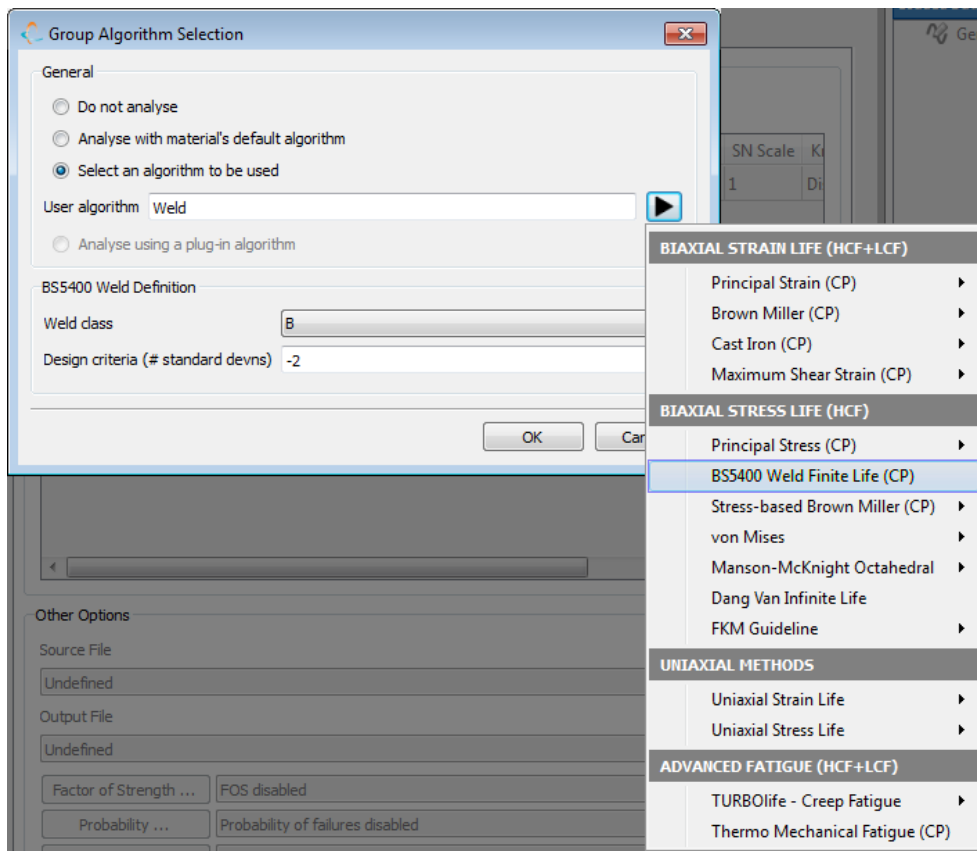 Group Algorithm Selection
General
Do not analyse
Analyse with material's default algorithm
Select an algorithm to be used
User algorithm Weld
Analyse using a plug-in algorithm
BS5400 Weld Definition
Weld class B
Design criteria (# standard devns) -2
OK
SN Scale
1
BIAXIAL STRAIN LIFE (HCF+LCF)
Principal Strain (CP)
Brown Miller (CP)
Cast Iron (CP)
Maximum Shear Strain (CP)
BIAXIAL STRESS LIFE (HCF)
Principal Stress (CP)
BS5400 Weld Finite Life (CP)
Stress-based Brown Miller (CP)
von Mises
Manson-McKnight Octahedral
Dang Van Infinite Life
FKM Guideline
UNIAXIAL METHODS
Uniaxial Strain Life
Uniaxial Stress Life
ADVANCED FATIGUE (HCF+LCF)
TURBOlife - Creep Fatigue
Thermo Mechanical Fatigue (CP)
Other Options
Source File
Undefined
Output File
Undefined
Factor of Strength ... FOS disabled
Probability ... Probability of failures disabled